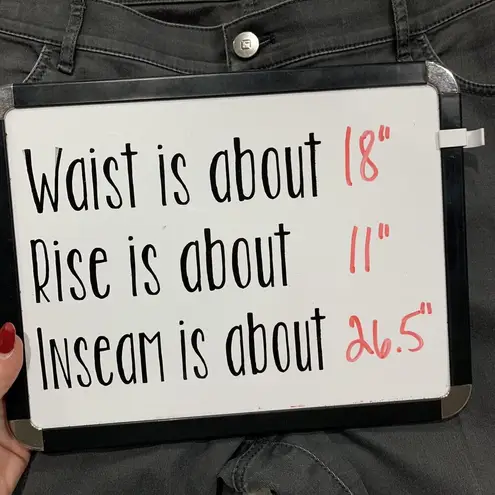 Waist is about 18"
Rise is about 11"
Inseam is about 26.5"